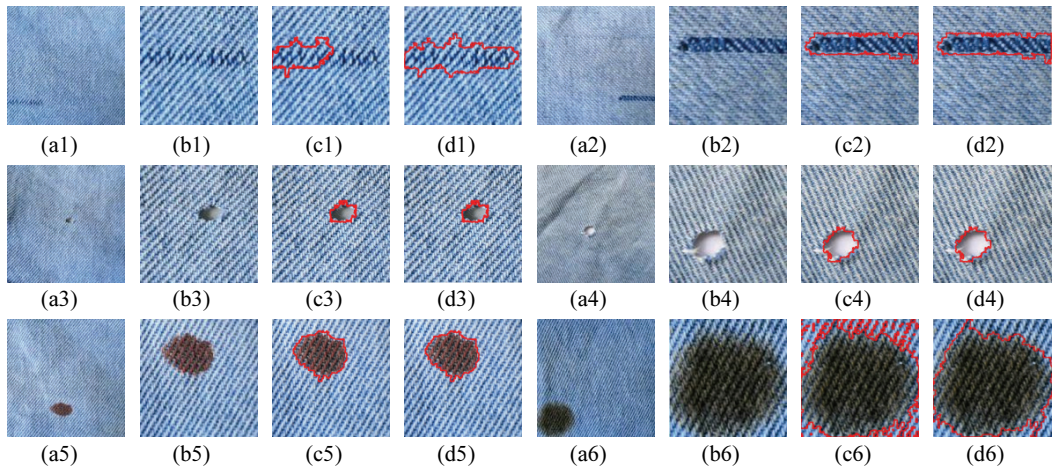 (a1) (b1) (c1) (d1) (a2) (b2) (c2) (d2)
(a3) (b3) (c3) (d3) (a4) (b4) (c4) (d4)
(a5) (b5) (c5) (d5) (a6) (b6) (c6) (d6)